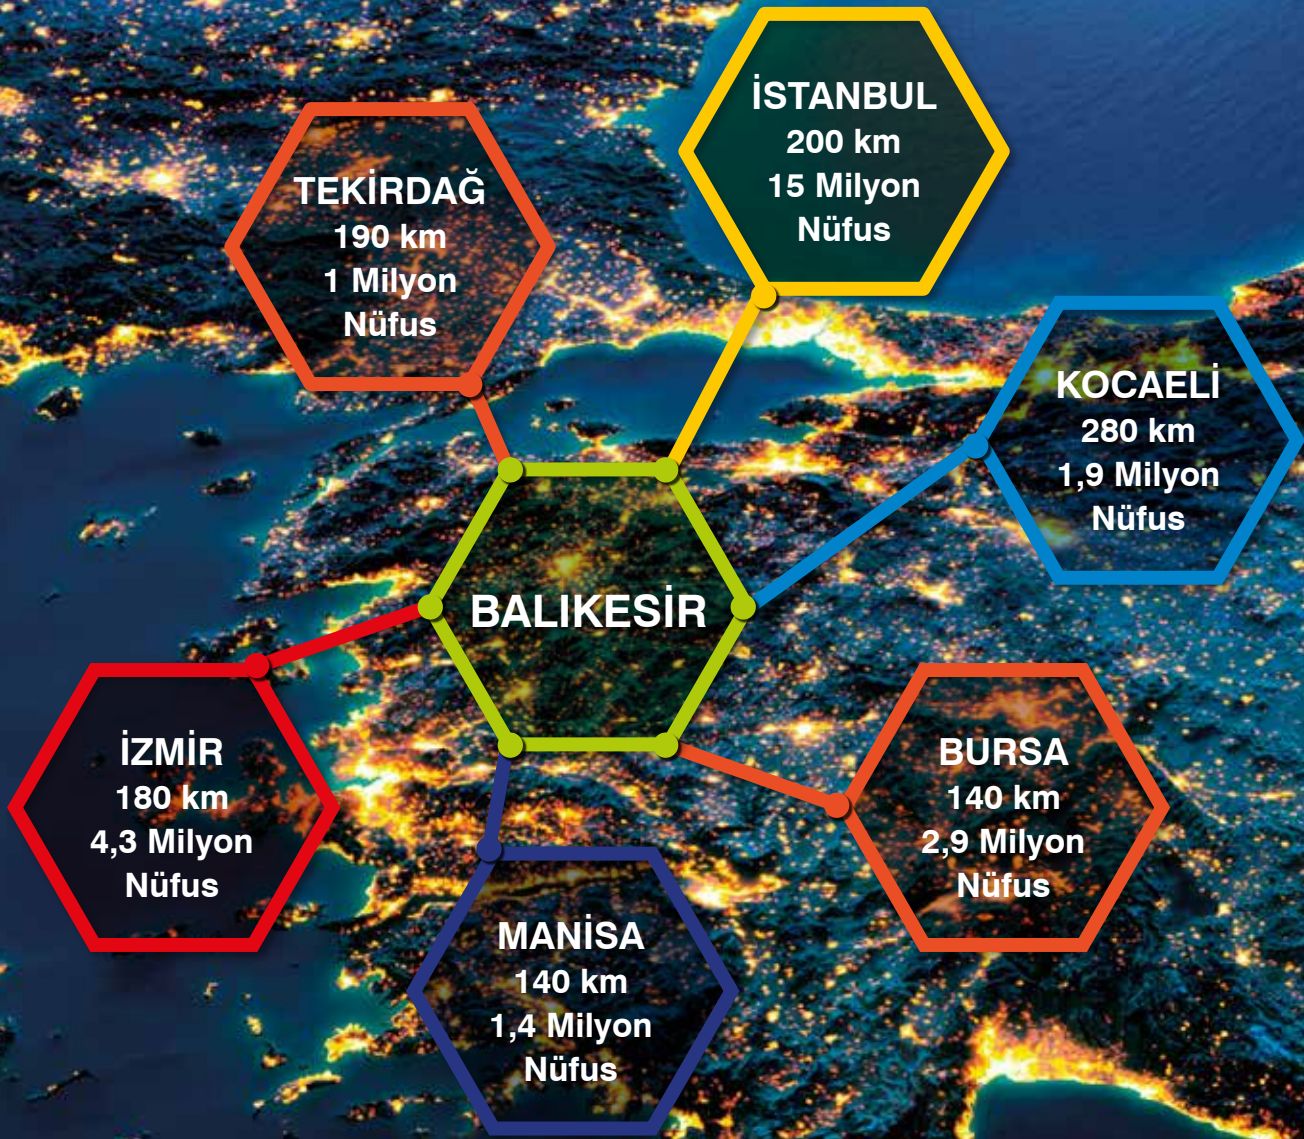 İSTANBUL
200 km
15 Milyon
Nüfus
TEKİRDAĞ
190 km
1 Milyon
Nüfus
KOCAELİ
280 km
1,9 Milyon
Nüfus
BALIKESİR
İZMİR
180 km
4,3 Milyon
Nüfus
BURSA
140 km
2,9 Milyon
Nüfus
MANİSA
140 km
1,4 Milyon
Nüfus